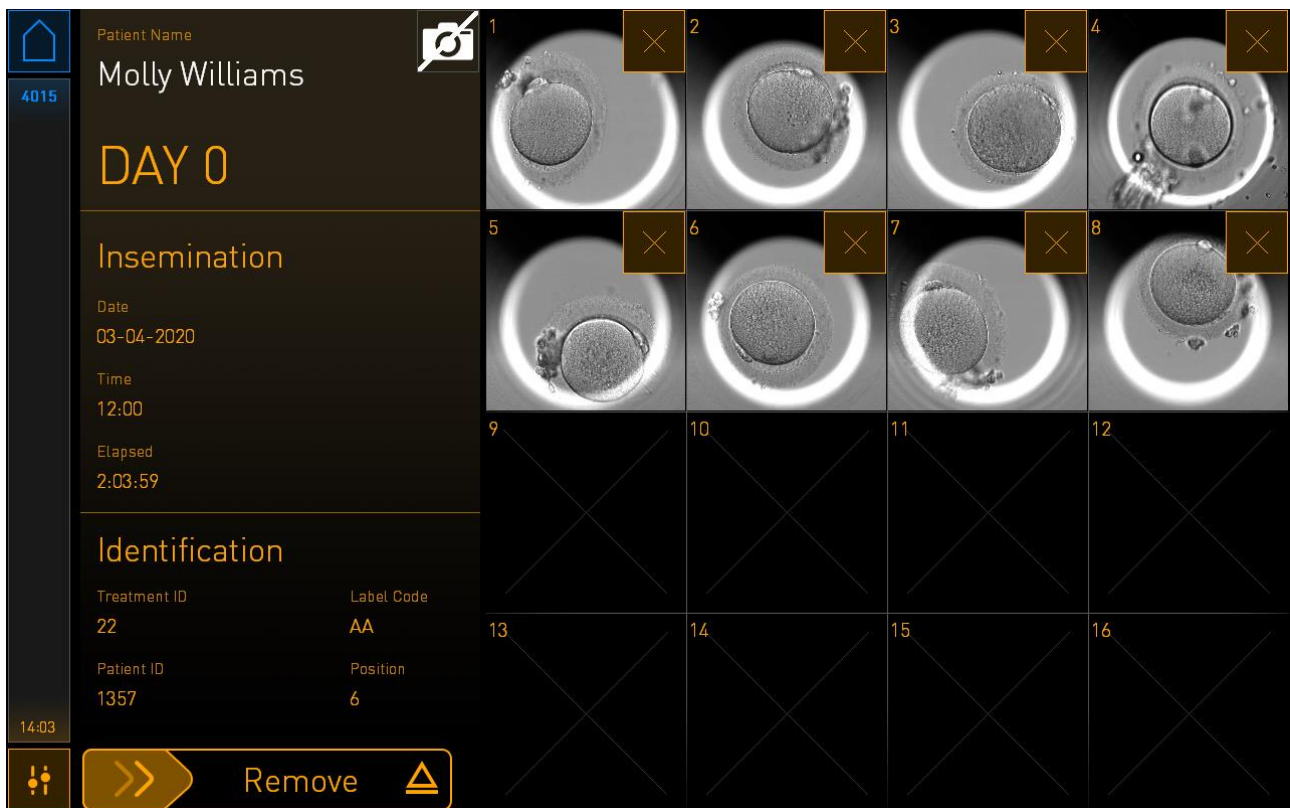 4015
14:03
Patient Name
Molly Williams
DAY 0
Insemination
Date
03-04-2020
Time
12:00
Elapsed
2:03:59
Identification
Treatment ID Label Code
22 AA
Patient ID Position
1357 6
Remove
1 2 3 4
5 6 7 8
9 10 11 12
13 14 15 16